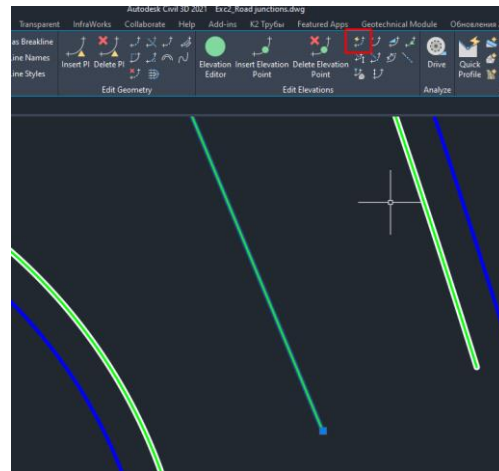 Autodesk Civil 3D 2021 Exc2_Road junctions.dwg
Transparent InfraWorks Collaborate Help Add-ins K2 Трубы Featured Apps Geotechnical Module Обновления
as Breakline
ine Names
ine Styles
Insert PI Delete PI
Elevation Editor
Insert Elevation Point
Delete Elevation Point
Drive
Quick Profile
Edit Geometry Edit Elevations Analyze